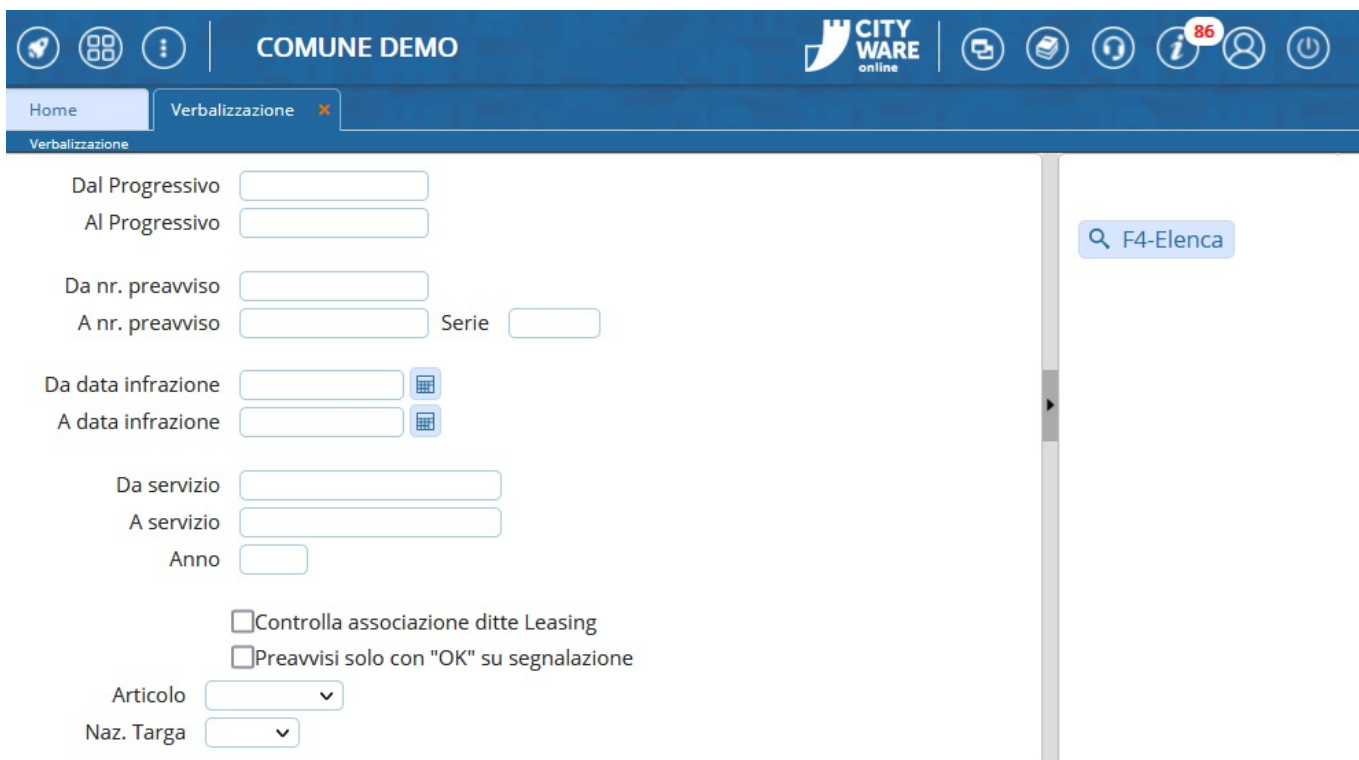 COMUNE DEMO
CITY
WARE
online
86
Home
Verbalizzazione
Verbalizzazione
Dal Progressivo
Al Progressivo
F4-Elenca
Da nr. preavviso
A nr. preavviso Serie
Da data infrazione
A data infrazione
Da servizio
A servizio
Anno
Controlla associazione ditte Leasing
Preavvisi solo con "OK" su segnalazione
Articolo
Naz. Targa